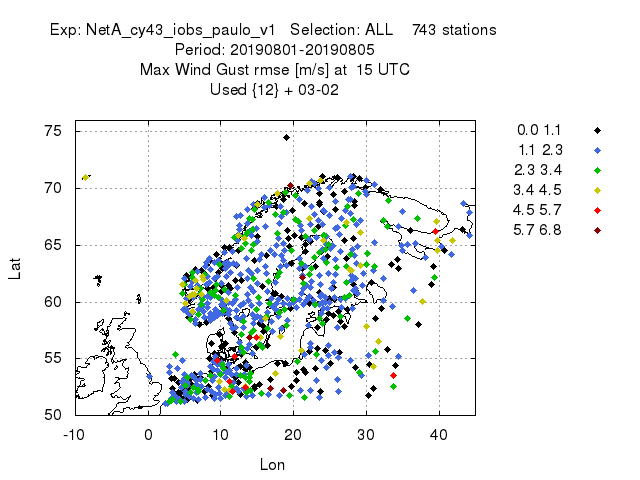 Exp: NetA_cy43_iobs_paulo_v1 Selection: ALL 743 stations
Period: 20190801-20190805
Max Wind Gust rmse [m/s] at 15 UTC
Used {12} + 03-02
75
70
65
60
55
50
-10 0 10 20 30 40
Lat
Lon
0.0 1.1
1.1 2.3
2.3 3.4
3.4 4.5
4.5 5.7
5.7 6.8